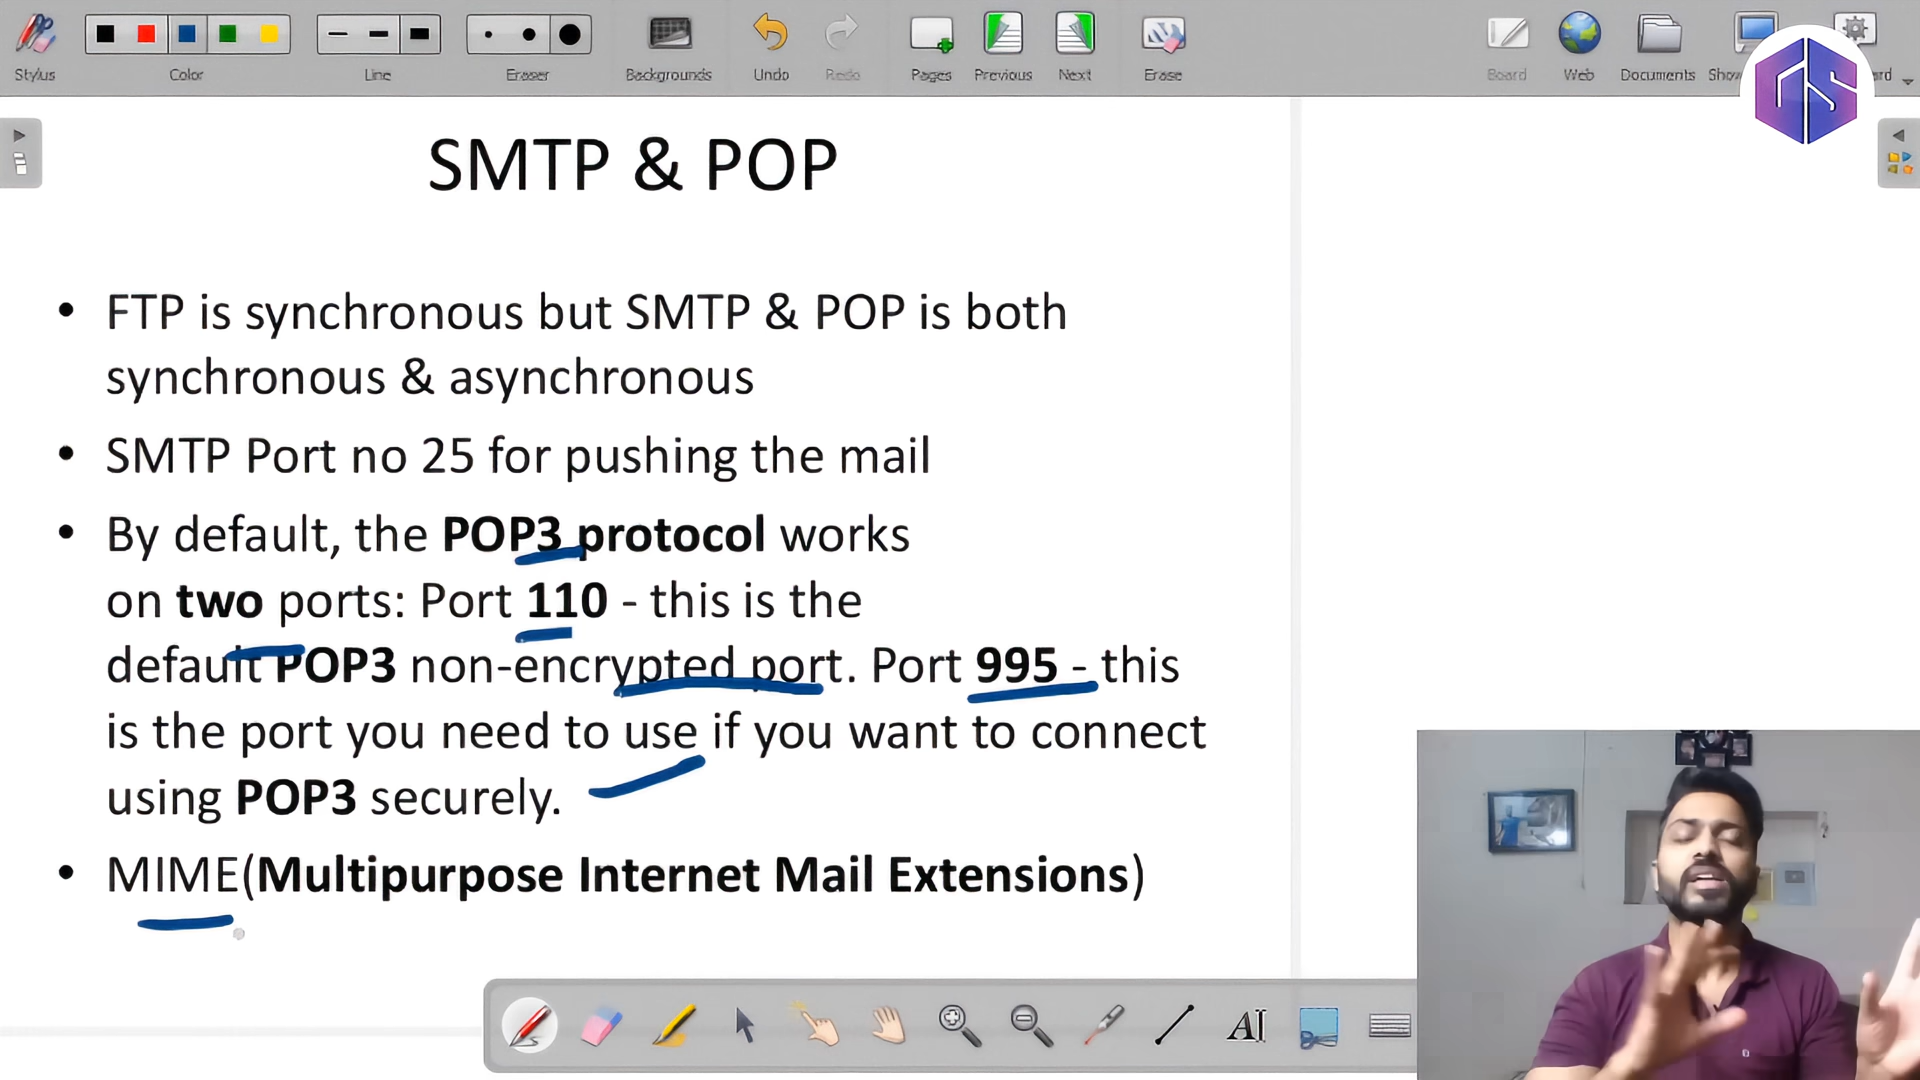 Stylus
Color
Line
Eraser
Backgrounds
Undo
Redo
Pages
Previous
Next
Erase
Board
Web
Documents
SMTP & POP
• FTP is synchronous but SMTP & POP is both
synchronous & asynchronous
• SMTP Port no 25 for pushing the mail
• By default, the POP3 protocol works
on two ports: Port 110 - this is the
default POP3 non-encrypted port. Port 995 - this
is the port you need to use if you want to connect
using POP3 securely.
• MIME(Multipurpose Internet Mail Extensions)